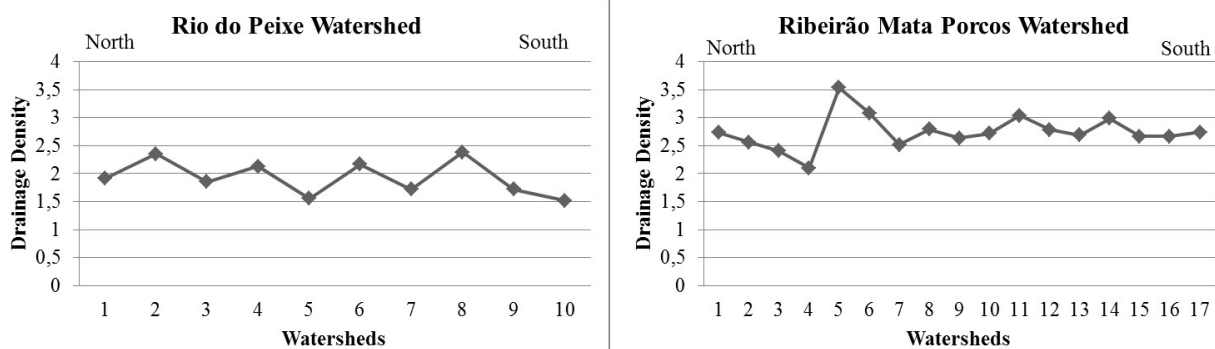 Rio do Peixe Watershed
North
South
Drainage Density
4
3,5
3
2,5
2
1,5
1
0,5
0
1 2 3 4 5 6 7 8 9 10
Watersheds
Ribeirão Mata Porcos Watershed
North
South
Drainage Density
4
3,5
3
2,5
2
1,5
1
0,5
0
1 2 3 4 5 6 7 8 9 10 11 12 13 14 15 16 17
Watersheds